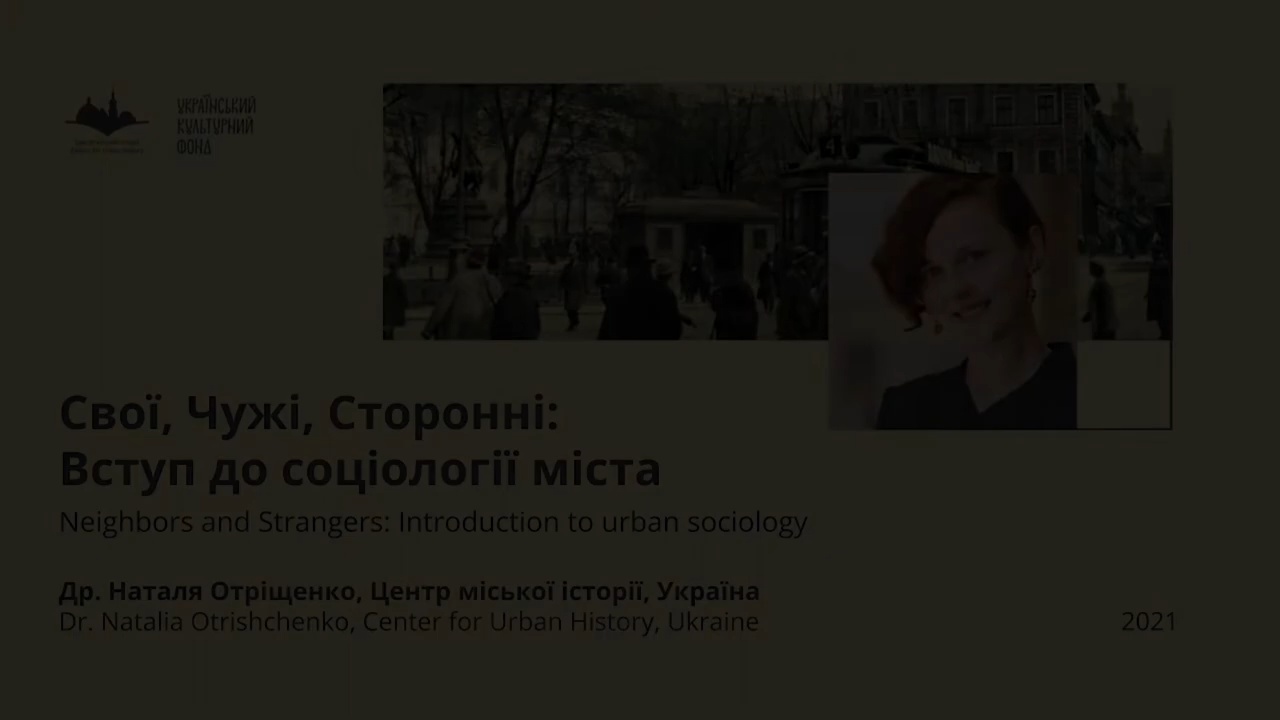 УКРАЇНСЬКИЙ
КУЛЬТУРНИЙ
ФОНД
4
Свої, Чужі, Сторонні:
Вступ до соціології міста
Neighbors and Strangers: Introduction to urban sociology
Др. Наталя Отріщенко, Центр міської історії, Україна
Dr. Natalia Otrishchenko, Center for Urban History, Ukraine
2021